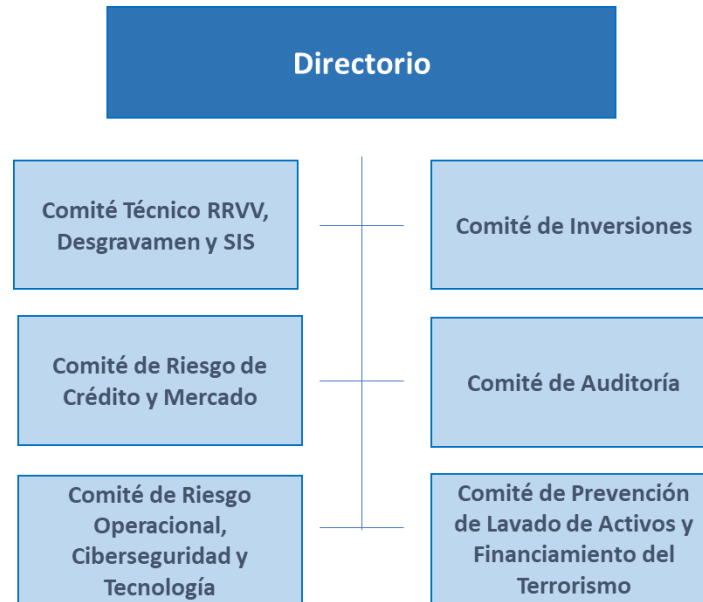 Directorio
Comité Técnico RRVV,
Desgravamen y SIS
Comité de Inversiones
Comité de Riesgo de
Crédito y Mercado
Comité de Auditoría
Comité de Riesgo
Operacional,
Ciberseguridad y
Tecnología
Comité de Prevención
de Lavado de Activos y
Financiamiento del
Terrorismo